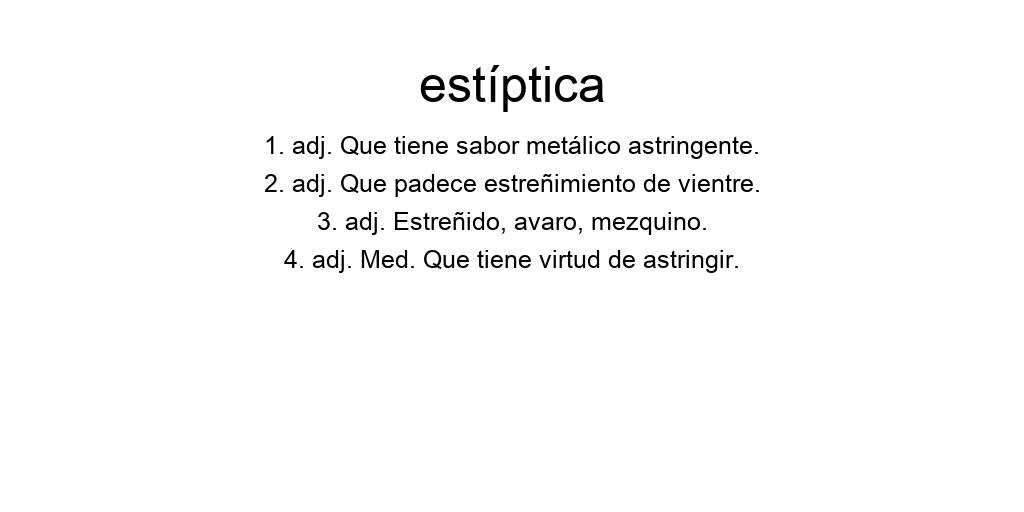 estíptica
1. adj. Que tiene sabor metálico astringente.
2. adj. Que padece estreñimiento de vientre.
3. adj. Estreñido, avaro, mezquino.
4. adj. Med. Que tiene virtud de astringir.